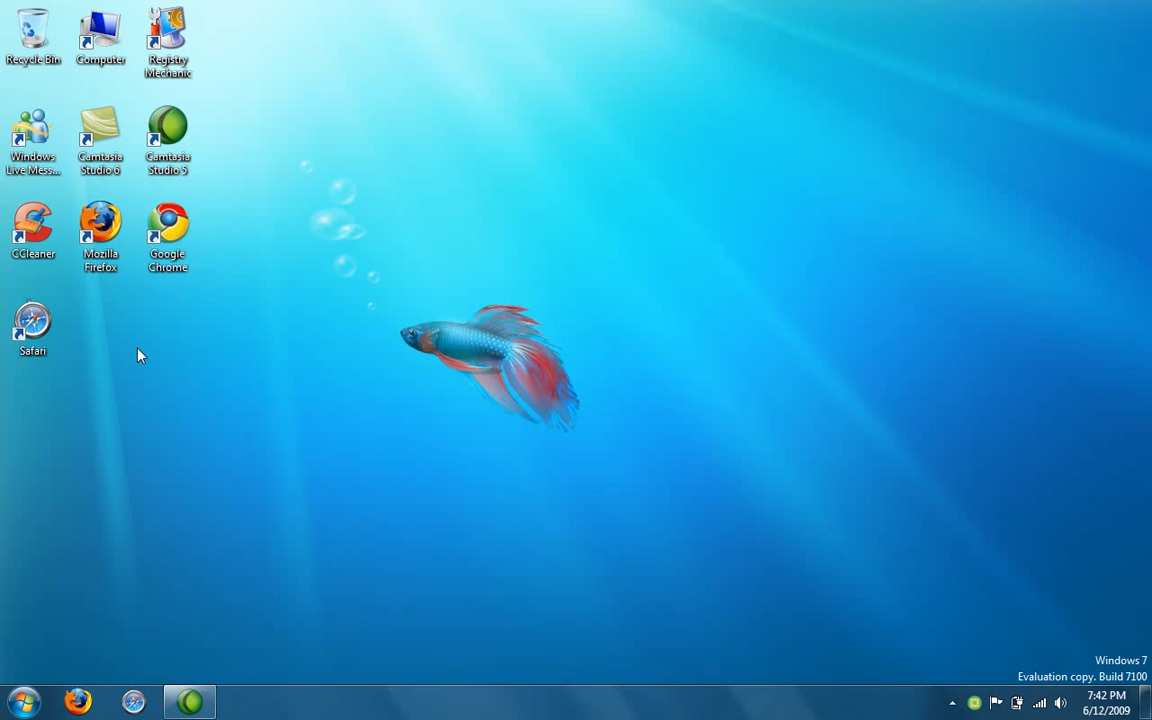 Recycle Bin
Computer
Registry
Mechanic
Windows
Live Mess...
Camtasia
Studio 6
Camtasia
Studio 5
CCleaner
Mozilla
Firefox
Google
Chrome
Safari
Windows 7
Evaluation copy. Build 7100
7:42 PM
6/12/2009